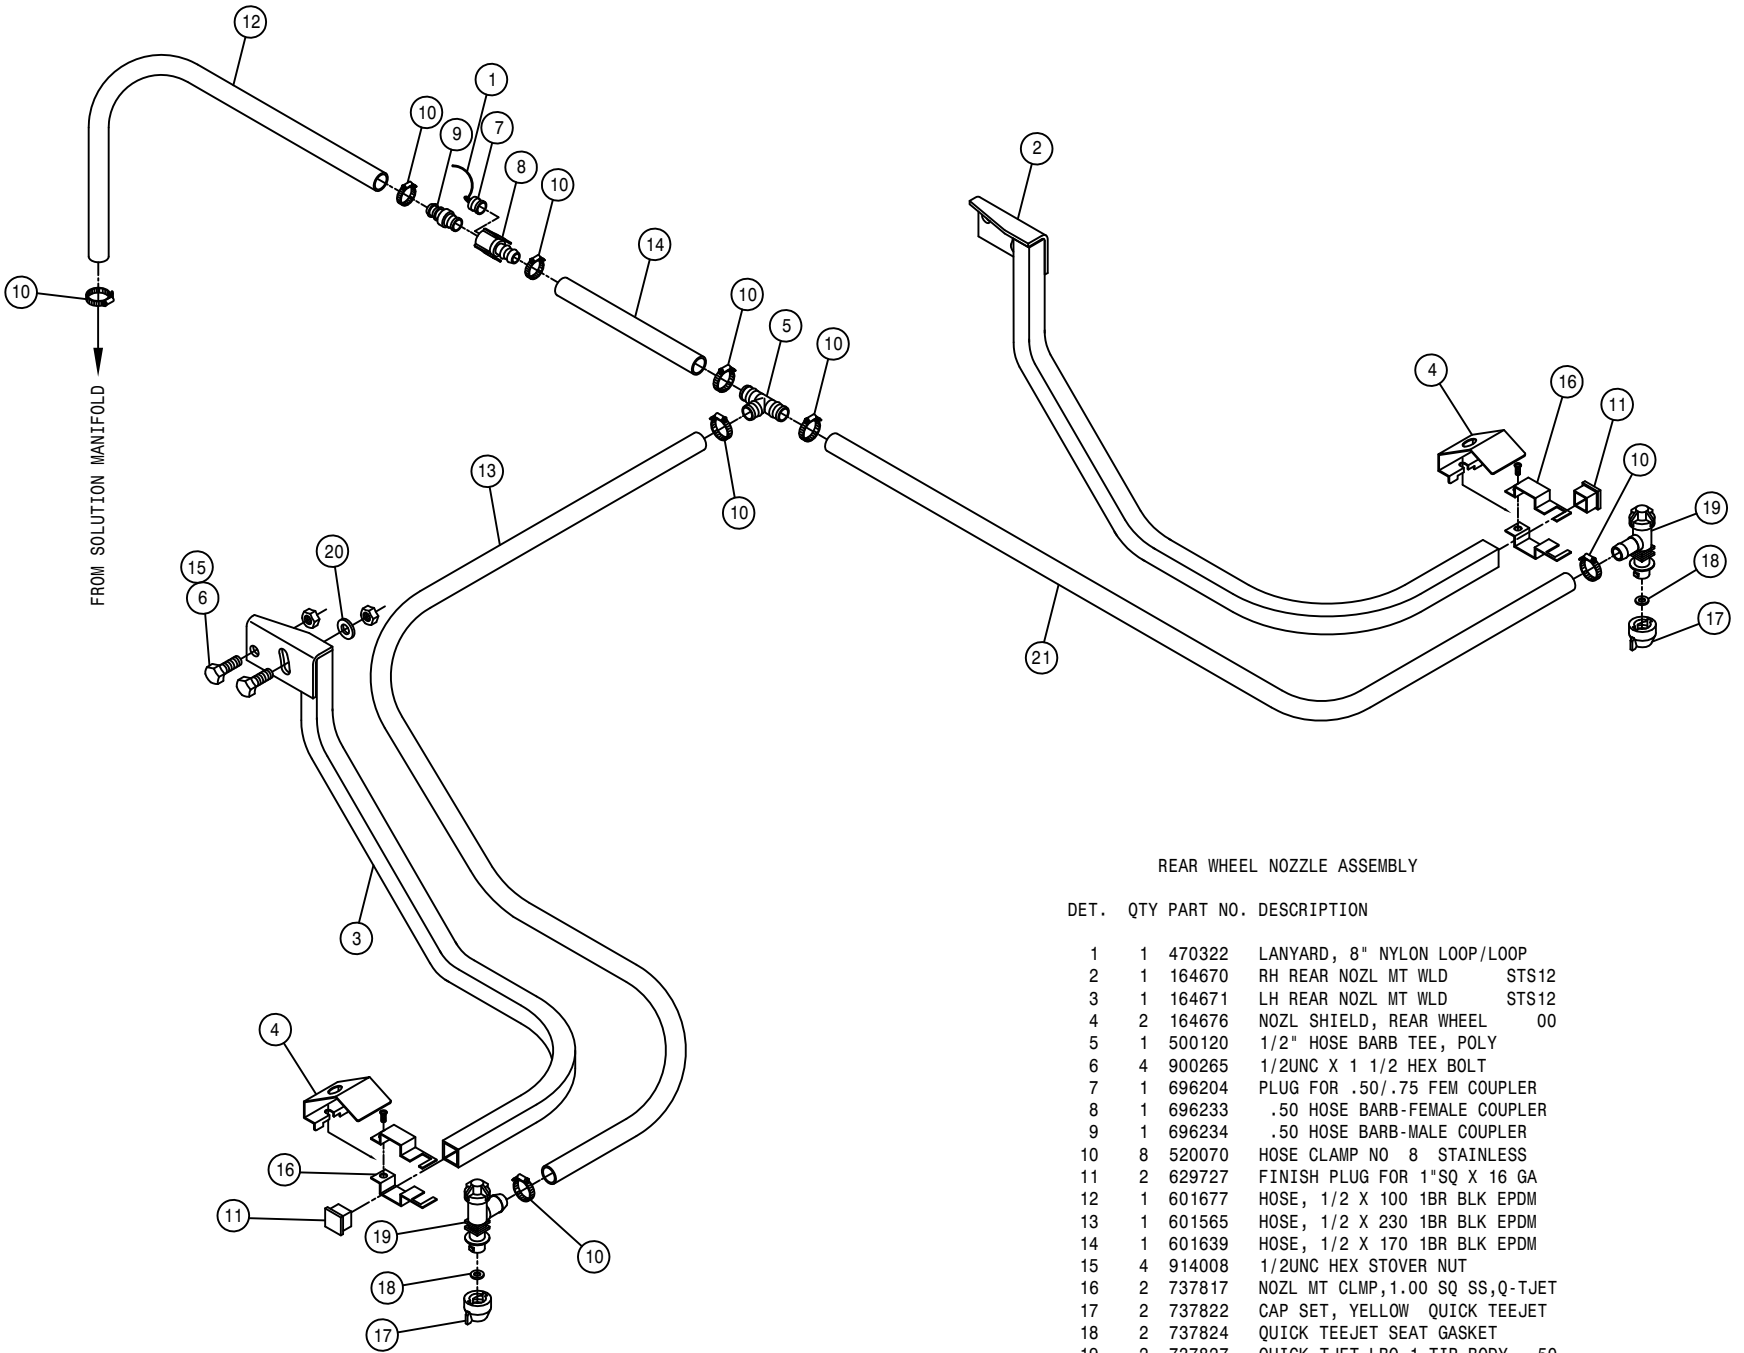 12
1
10
9
7
8
10
2
14
10
10
5
10
4
16
11
10
19
18
17
FROM SOLUTION MANIFOLD
13
10
20
15
6
21
3
4
16
11
19
10
18
17
REAR WHEEL NOZZLE ASSEMBLY
DET. QTY PART NO. DESCRIPTION
1 1 470322 LANYARD, 8" NYLON LOOP/LOOP
2 1 164670 RH REAR NOZL MT WLD STS12
3 1 164671 LH REAR NOZL MT WLD STS12
4 2 164676 NOZL SHIELD, REAR WHEEL 00
5 1 500120 1/2" HOSE BARB TEE, POLY
6 4 900265 1/2UNC X 1 1/2 HEX BOLT
7 1 696204 PLUG FOR .50/.75 FEM COUPLER
8 1 696233 .50 HOSE BARB-FEMALE COUPLER
9 1 696234 .50 HOSE BARB-MALE COUPLER
10 8 520070 HOSE CLAMP NO 8 STAINLESS
11 2 629727 FINISH PLUG FOR 1"SQ X 16 GA
12 1 601677 HOSE, 1/2 X 100 1BR BLK EPDM
13 1 601565 HOSE, 1/2 X 230 1BR BLK EPDM
14 1 601639 HOSE, 1/2 X 170 1BR BLK EPDM
15 4 914008 1/2UNC HEX STOVER NUT
16 2 737817 NOZL MT CLMP,1.00 SQ SS,Q-TJET
17 2 737822 CAP SET, YELLOW QUICK TEEJET
18 2 737824 QUICK TEEJET SEAT GASKET